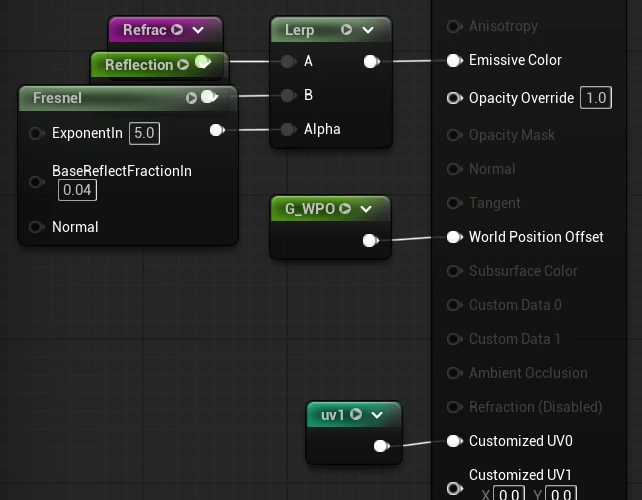 Refrac
Reflection
Fresnel
ExponentIn 5.0
BaseReflectFractionIn
0.04
Normal
Lerp
A
B
Alpha
G_WPO
uv1
Anisotropy
Emissive Color
Opacity Override 1.0
Opacity Mask
Normal
Tangent
World Position Offset
Subsurface Color
Custom Data 0
Custom Data 1
Ambient Occlusion
Refraction (Disabled)
Customized UV0
Customized UV1
X 0.0 Y 0.0